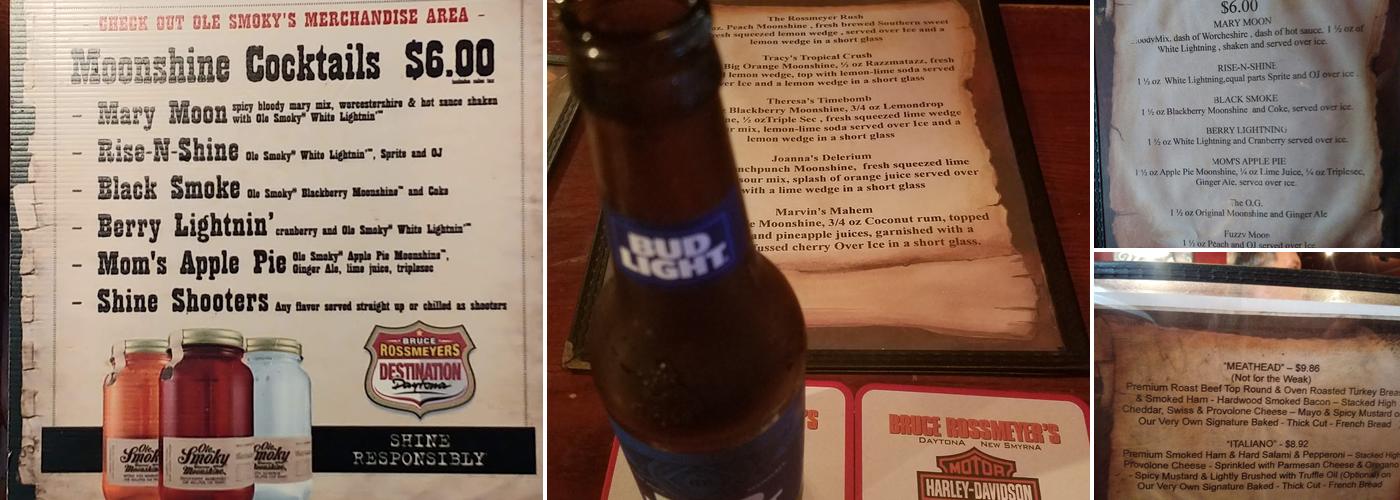 CHECK OUT OLE SMOKY'S MERCHANDISE AREA -
Moonshine Cocktails $6.00
includes sales tax
- Mary Moon spicy bloody mary mix, worcestershire & hot sauce shaken
with Ole Smoky® White Lightnin'™
- Rise-N-Shine Ole Smoky® White Lightnin'™, Sprite and OJ
- Black Smoke Ole Smoky® Blackberry Moonshine™ and Coke
- Berry Lightnin' cranberry and Ole Smoky® White Lightnin'™
- Mom's Apple Pie Ole Smoky® Apple Pie Moonshine™,
Ginger Ale, lime juice, triplesec
- Shine Shooters Any flavor served straight up or chilled as shooters
BRUCE
ROSSMEYERS
DESTINATION
Daytona
Ole Smoky
Moonshine
SHINE
RESPONSIBLY
The Rossmeyer Rush
oz. Peach Moonshine , fresh brewed Southern sweet
fresh squeezed lemon wedge , served over Ice and a
lemon wedge in a short glass
Tracy's Tropical Crush
Big Orange Moonshine, ½ oz Razzmatazz, fresh
lemon wedge, top with lemon-lime soda served
over Ice and a lemon wedge in a short glass
Theresa's Timebomb
Blackberry Moonshine, 3/4 oz Lemondrop
ne, ½ ozTriple Sec , fresh squeezed lime wedge
r mix, lemon-lime soda served over Ice and a
lemon wedge in a short glass
Joanna's Delerium
nchpunch Moonshine, fresh squeezed lime
sour mix, splash of orange juice served over
with a lime wedge in a short glass
Marvin's Mahem
e Moonshine, 3/4 oz Coconut rum, topped
and pineapple juices, garnished with a
fussed cherry Over Ice in a short glass.
BUD
LIGHT
BRUCE ROSSMEYER'S
DAYTONA NEW SMYRNA
MOTOR
HARLEY-DAVIDSON
$6.00
MARY MOON
oodyMix, dash of Worcheshire , dash of hot sauce. 1 ½ oz of
White Lightning , shaken and served over ice.
RISE-N-SHINE
1 ½ oz White Lightning,equal parts Sprite and OJ over ice .
BLACK SMOKE
1 ½ oz Blackberry Moonshine and Coke, served over ice.
BERRY LIGHTNING
1 ½ oz White Lightning and Cranberry served over ice.
MOM'S APPLE PIE
1 ½ oz Apple Pie Moonshine, ¼ oz Lime Juice, ¼ oz Triplesec,
Ginger Ale, served over ice.
The O.G.
1 ½ oz Original Moonshine and Ginger Ale
Fuzzy Moon
1 ½ oz Peach and OJ served over ice
"MEATHEAD" – $9.86
(Not for the Weak)
Premium Roast Beef Top Round & Oven Roasted Turkey Breas
& Smoked Ham - Hardwood Smoked Bacon – Stacked High
Cheddar, Swiss & Provolone Cheese – Mayo & Spicy Mustard
Our Very Own Signature Baked - Thick Cut - French Bread
"ITALIANO" - $8.92
Premium Smoked Ham & Hard Salami & Pepperoni – Stacked High
Provolone Cheese - Sprinkled with Parmesan Cheese & Oregano
- Spicy Mustard & Lightly Brushed with Truffle Oil (Optional) on
Our Very Own Signature Baked - Thick Cut - French Bread